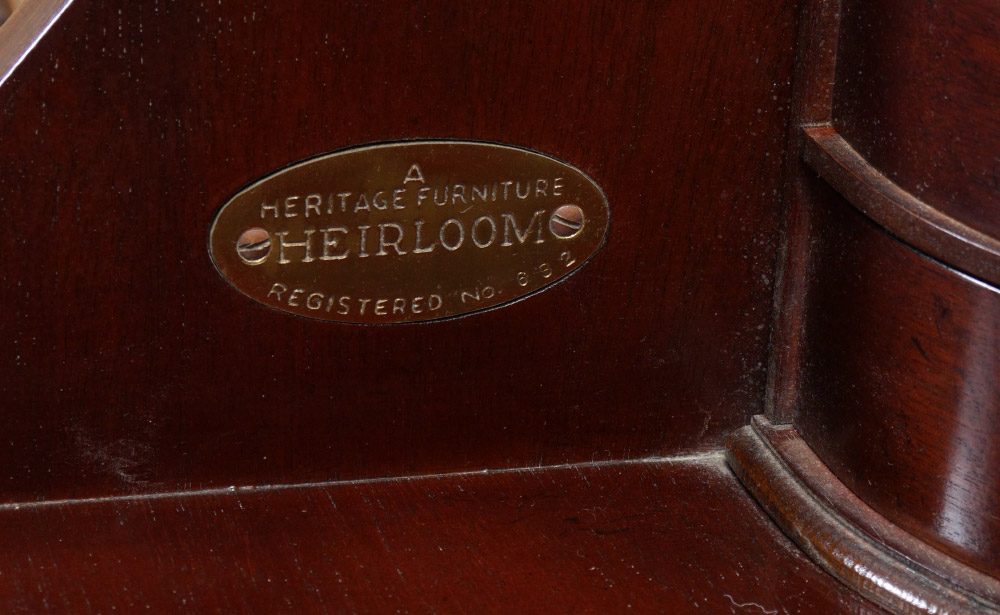 A
HERITAGE FURNITURE
HEIRLOOM
REGISTERED NO. 632